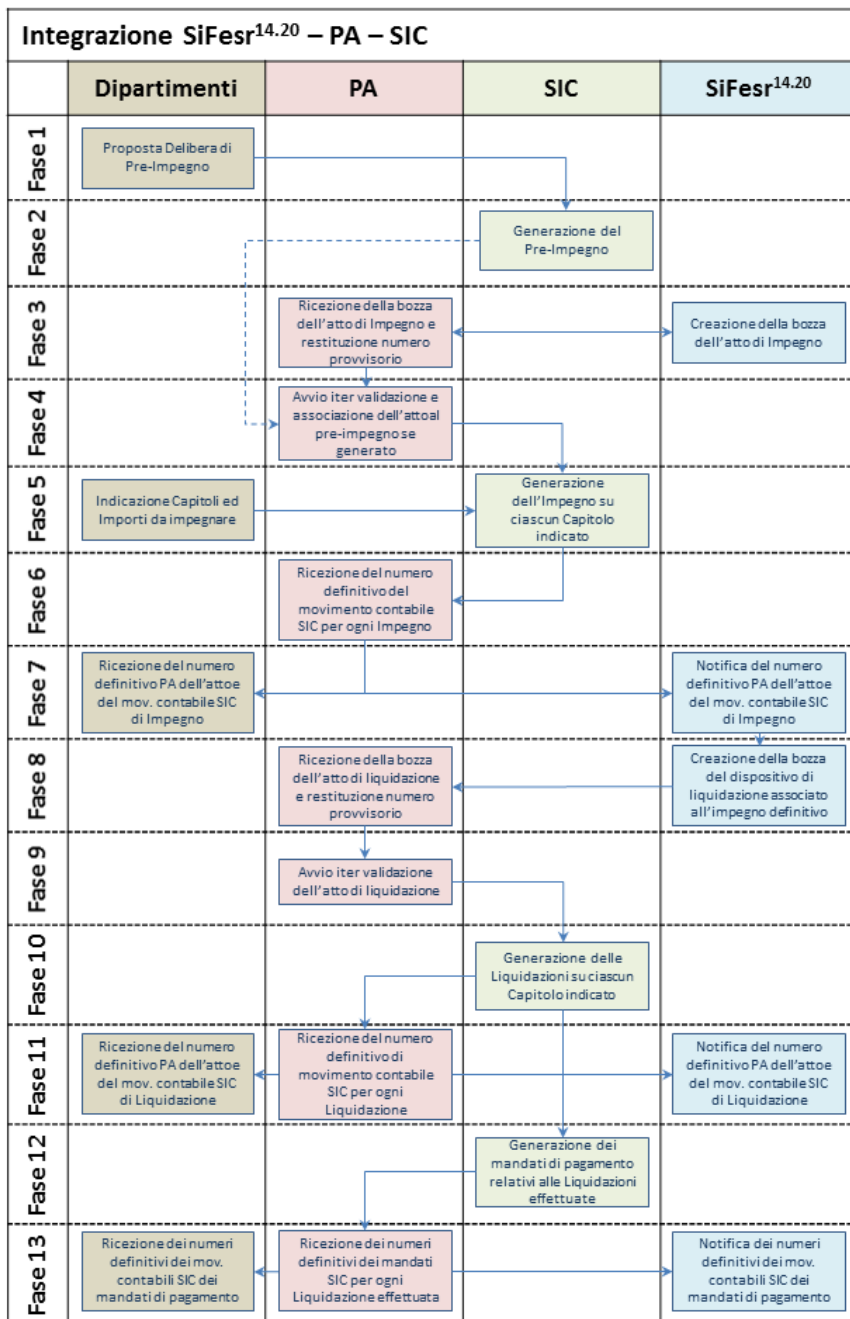 Integrazione SiFesr14.20 – PA – SIC
Dipartimenti
PA
SIC
SiFesr14.20
Fase 1
Proposta Delibera di
Pre-Impegno
Fase 2
Generazione del
Pre-Impegno
Fase 3
Ricezione della bozza
dell'atto di Impegno e
restituzione numero
provvisorio
Creazione della bozza
dell'atto di Impegno
Fase 4
Avvio iter validazione e
associazione dell'attoal
pre-impegno se
generato
Fase 5
Indicazione Capitoli ed
Importi da impegnare
Generazione
dell'Impegno su
ciascun Capitolo
indicato
Fase 6
Ricezione del numero
definitivo del
movimento contabile
SIC per ogni Impegno
Fase 7
Ricezione del numero
definitivo PA dell'attoe
del mov. contabile SIC
di Impegno
Notifica del numero
definitivo PA dell'attoe
del mov. contabile SIC
di Impegno
Fase 8
Ricezione della bozza
dell'atto di liquidazione
e restituzione numero
provvisorio
Creazione della bozza
del dispositivo di
liquidazione associato
all'impegno definitivo
Fase 9
Avvio iter validazione
dell'atto di liquidazione
Fase 10
Generazione delle
Liquidazioni su ciascun
Capitolo indicato
Fase 11
Ricezione del numero
definitivo PA dell'attoe
del mov. contabile SIC
di Liquidazione
Ricezione del numero
definitivo di
movimento contabile
SIC per ogni
Liquidazione
Notifica del numero
definitivo PA dell'attoe
del mov. contabile SIC
di Liquidazione
Fase 12
Generazione dei
mandati di pagamento
relativi alle Liquidazioni
effettuate
Fase 13
Ricezione dei numeri
definitivi dei mov.
contabili SIC dei
mandati di pagamento
Ricezione dei numeri
definitivi dei mandati
SIC per ogni
Liquidazione effettuata
Notifica dei numeri
definitivi dei mov.
contabili SIC dei
mandati di pagamento